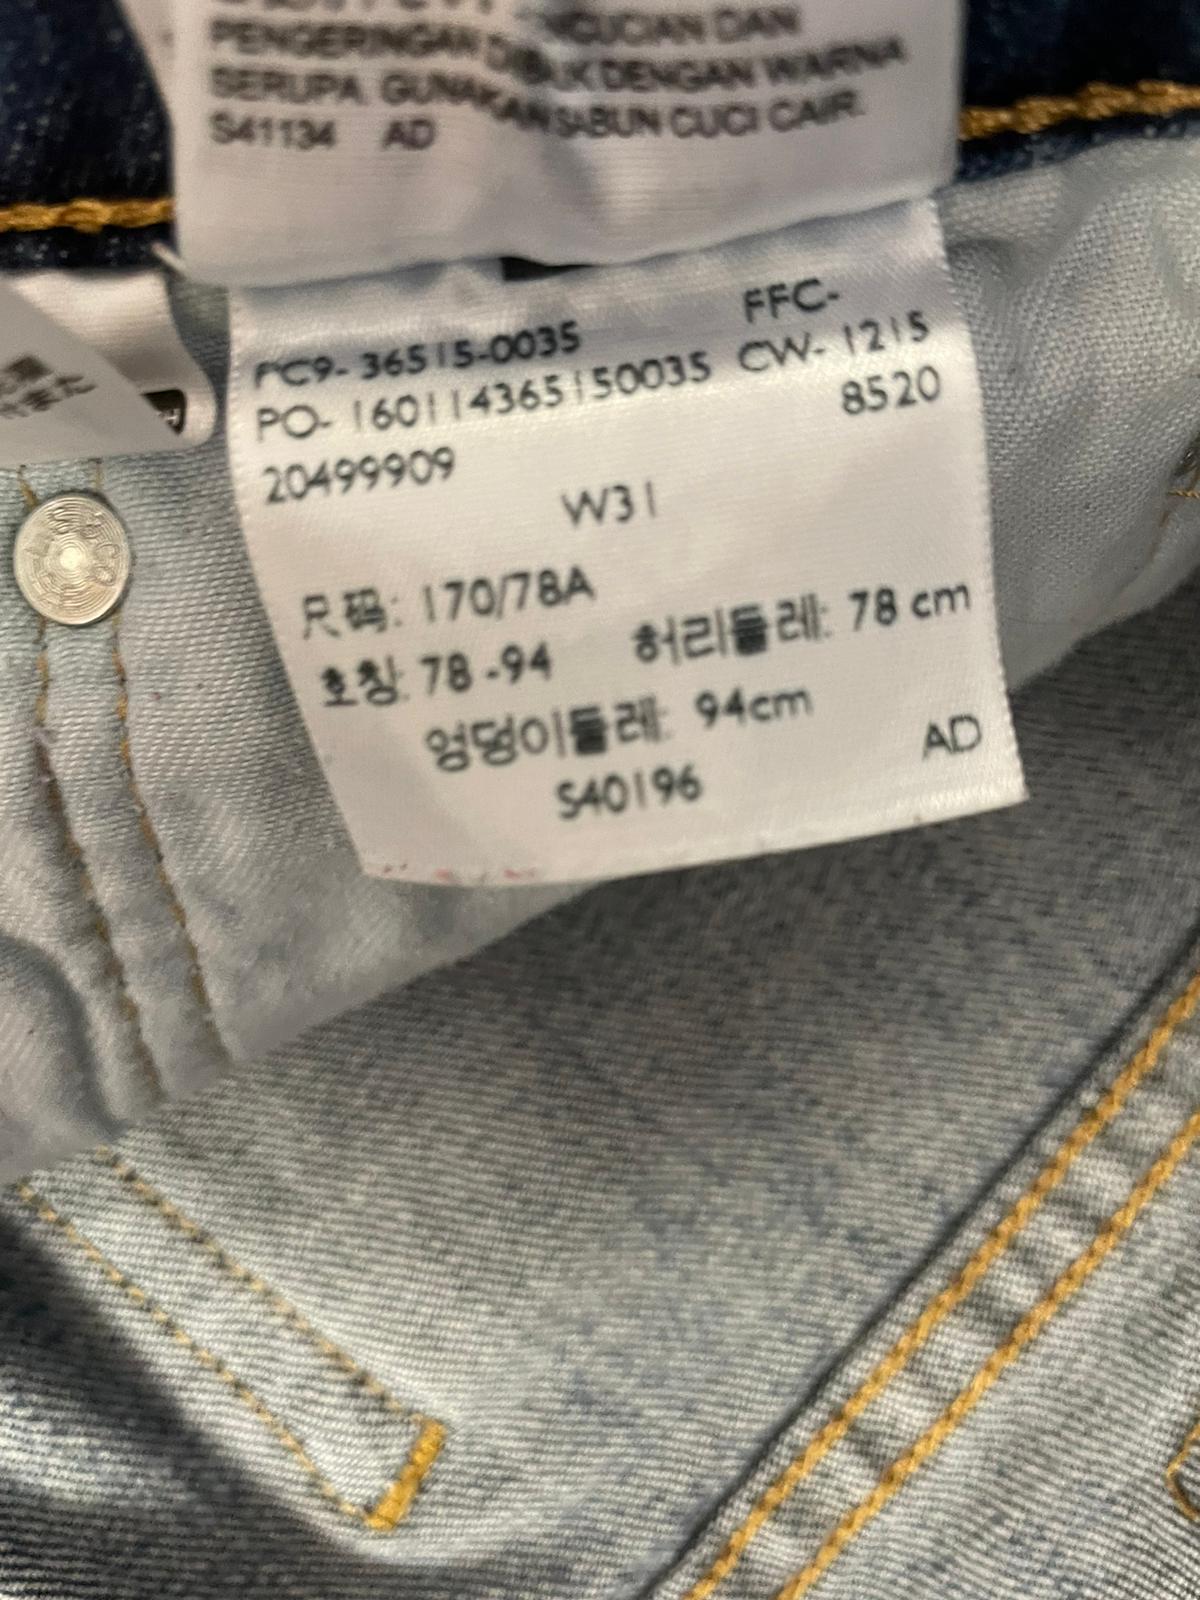 PENGERINGAN DENGAN WARNA
SERUPA. GUNAKAN SABUN CUCI CAIR.
S41134 AD
FFC-
PC9- 36515-0035
CW- 1215
PO- 160114365150035
8520
20499909
W31
尺码: 170/78A
호칭: 78 -94
허리둘레: 78 cm
엉덩이둘레: 94cm
AD
S40196